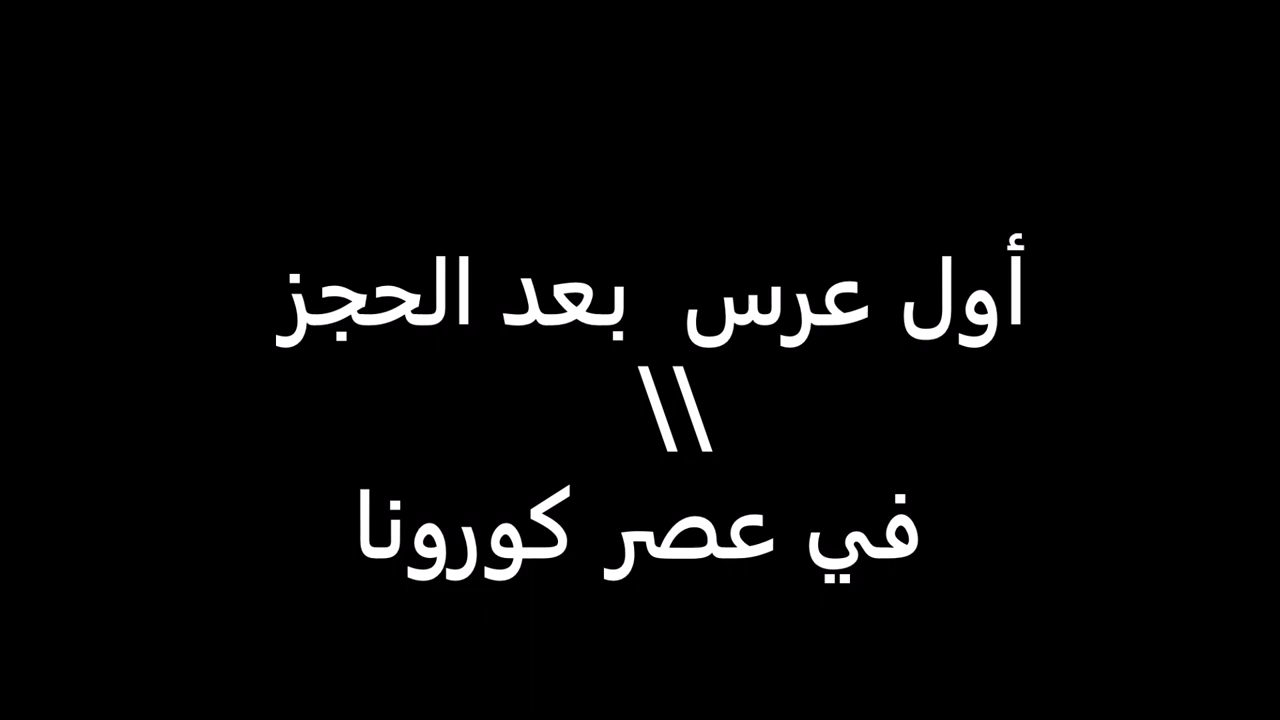 أول عرس  بعد الحجز
\\
في عصر كورونا